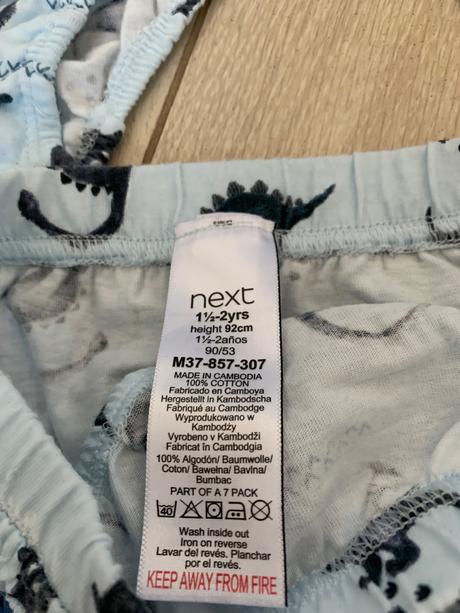 next
1½-2yrs
height 92cm
1½-2años
90/53
M37-857-307
MADE IN CAMBODIA
100% COTTON
Fabricado en Camboya
Hergestellt in Kambodscha
Fabriqué au Cambodge
Wyprodukowano w
Kambodży
Vyrobeno v Kambodži
Fabricat în Cambodgia
100% Algodón/ Baumwolle/
Coton/ Bawełna/ Bavlna/
Bumbac
PART OF A 7 PACK
40
Wash inside out
Iron on reverse
Lavar del revés. Planchar
por el revés.
KEEP AWAY FROM FIRE